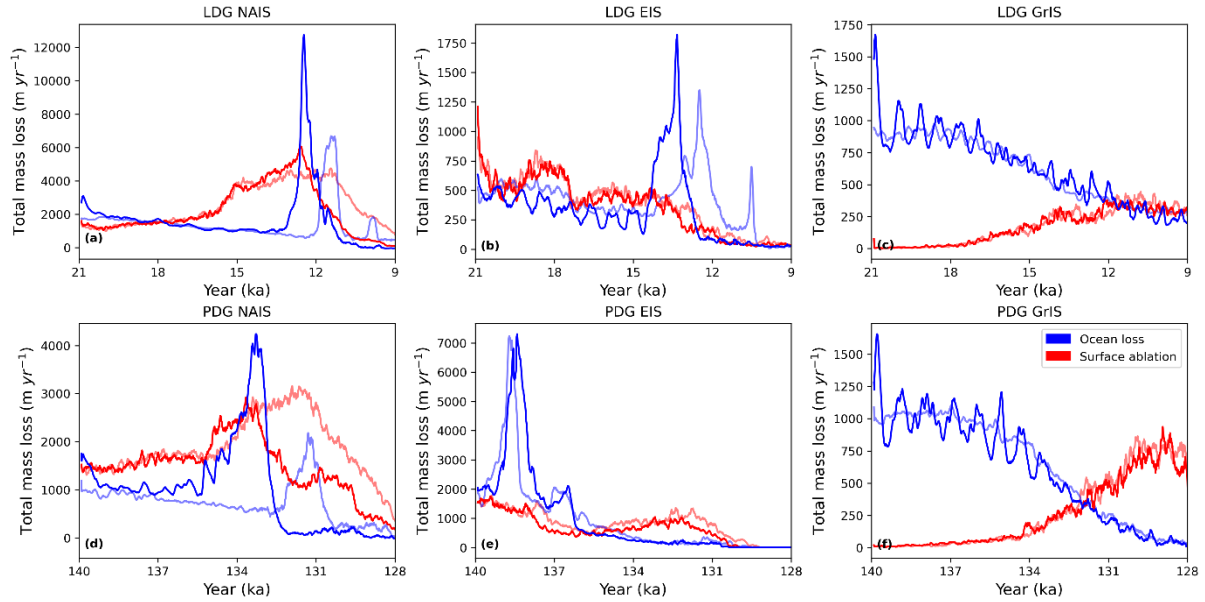 LDG NAIS
Total mass loss (m yr⁻¹)
12000
10000
8000
6000
4000
2000
0
(a)
21
18
15
12
9
Year (ka)
LDG EIS
Total mass loss (m yr⁻¹)
1750
1500
1250
1000
750
500
250
0
(b)
21
18
15
12
9
Year (ka)
LDG GrIS
Total mass loss (m yr⁻¹)
1750
1500
1250
1000
750
500
250
0
(c)
21
18
15
12
9
Year (ka)
PDG NAIS
Total mass loss (m yr⁻¹)
4000
3000
2000
1000
0
(d)
140
137
134
131
128
Year (ka)
PDG EIS
Total mass loss (m yr⁻¹)
7000
6000
5000
4000
3000
2000
1000
0
(e)
140
137
134
131
128
Year (ka)
PDG GrIS
Ocean loss
Surface ablation
Total mass loss (m yr⁻¹)
1500
1250
1000
750
500
250
0
(f)
140
137
134
131
128
Year (ka)